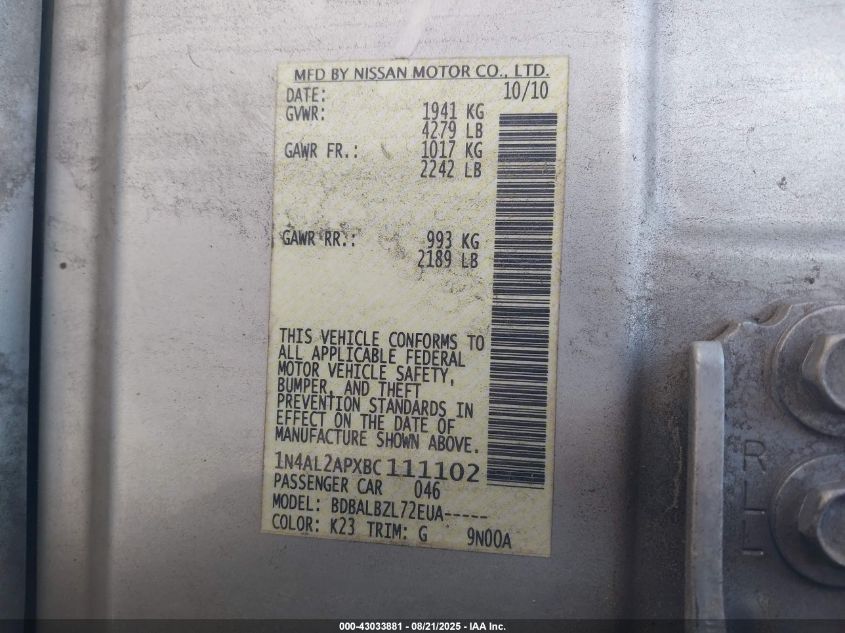 MFD BY NISSAN MOTOR CO., LTD.
DATE: 10/10
GVWR: 1941 KG
4279 LB
GAWR FR.: 1017 KG
2242 LB
GAWR RR.: 993 KG
2189 LB
THIS VEHICLE CONFORMS TO
ALL APPLICABLE FEDERAL
MOTOR VEHICLE SAFETY,
BUMPER, AND THEFT
PREVENTION STANDARDS IN
EFFECT ON THE DATE OF
MANUFACTURE SHOWN ABOVE.
1N4AL2APXBC111102
PASSENGER CAR 046
MODEL: BDBALBZL72EUA-----
COLOR: K23 TRIM: G 9N00A
000-43033881 - 08/21/2025 - IAA Inc.